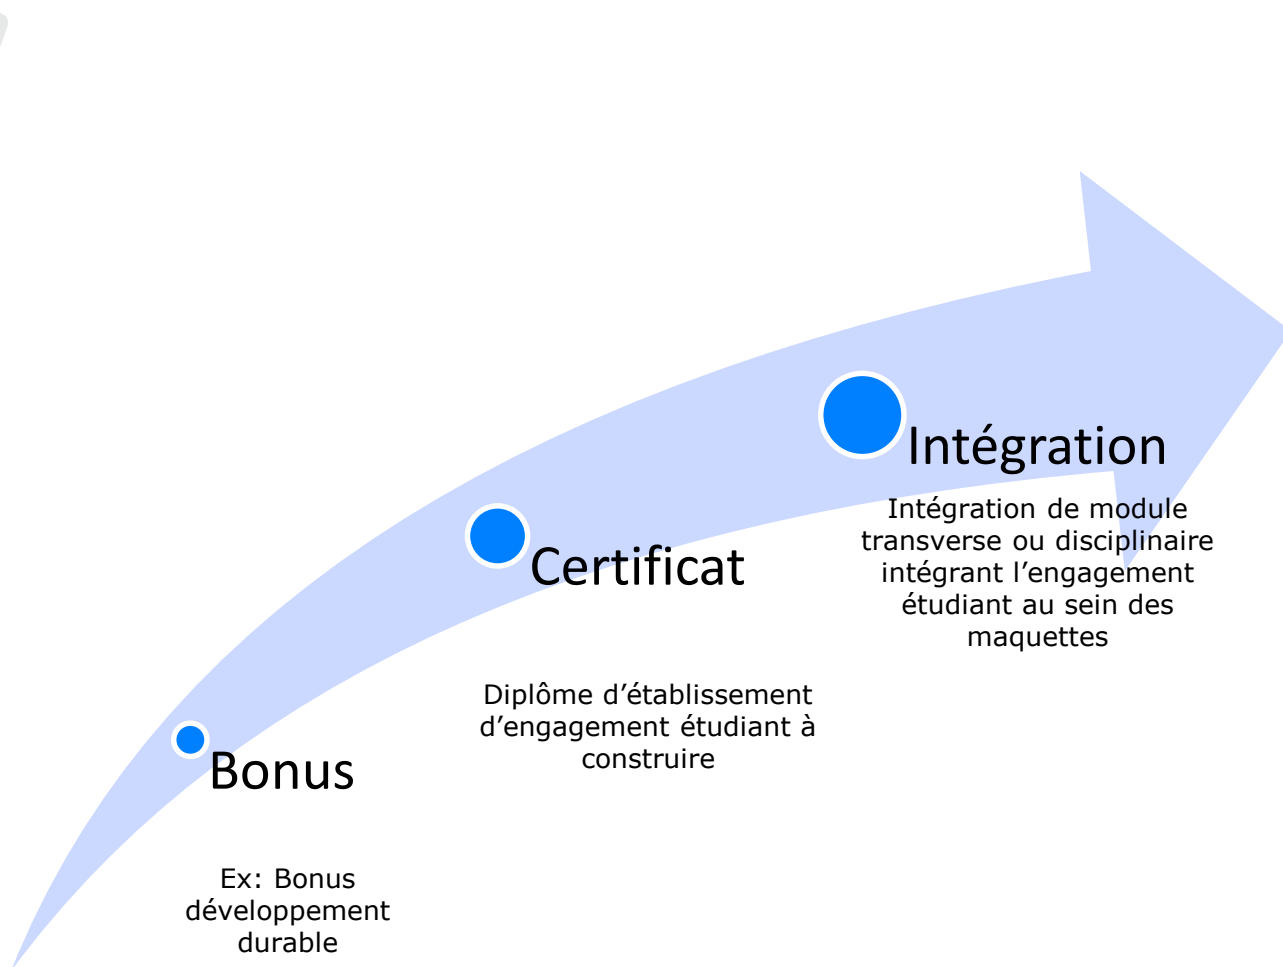 Intégration
Intégration de module
transverse ou disciplinaire
intégrant l’engagement
étudiant au sein des
maquettes
Certificat
Diplôme d’établissement
d’engagement étudiant à
construire
Bonus
Ex: Bonus
développement
durable